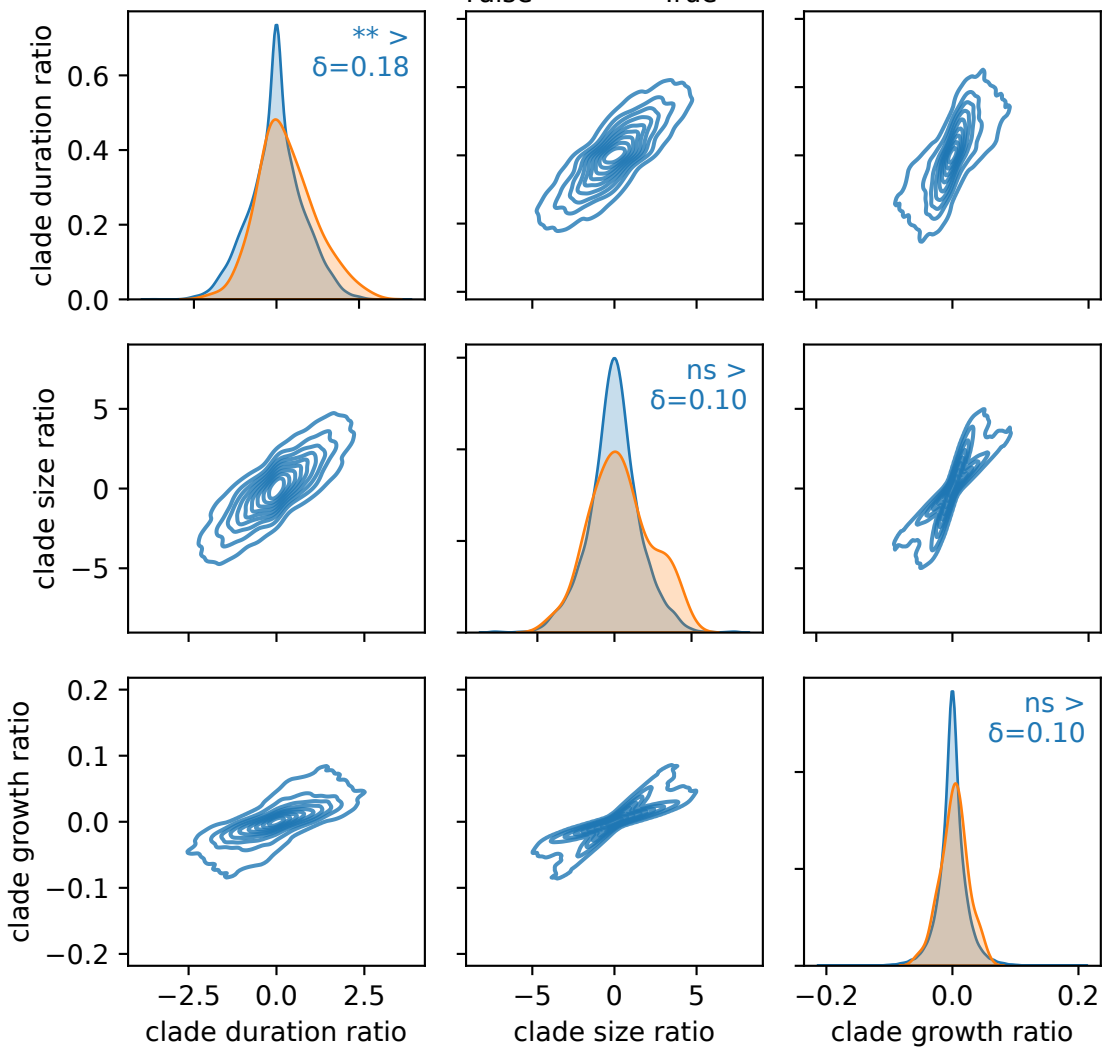 False True
clade duration ratio
0.6
0.4
0.2
0.0
** >
δ=0.18
clade size ratio
5
0
−5
ns >
δ=0.10
clade growth ratio
0.2
0.1
0.0
−0.1
−0.2
ns >
δ=0.10
−2.5 0.0 2.5
−5 0 5
−0.2 0.0 0.2
clade duration ratio
clade size ratio
clade growth ratio